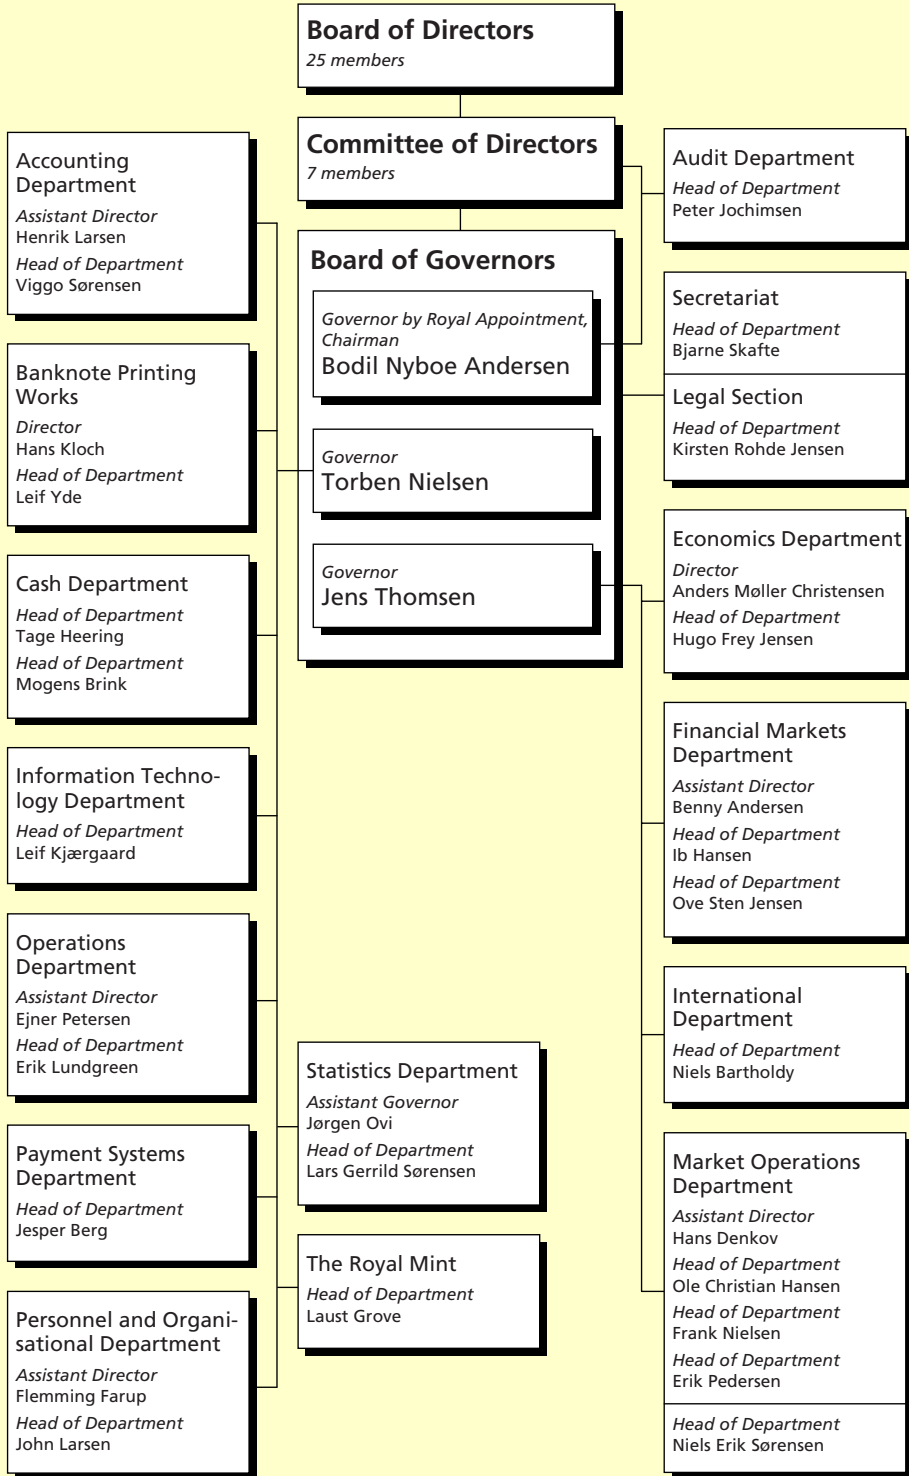 Board of Directors
25 members
Committee of Directors
7 members
Board of Governors
Governor by Royal Appointment,
Chairman
Bodil Nyboe Andersen
Governor
Torben Nielsen
Governor
Jens Thomsen
Accounting
Department
Assistant Director
Henrik Larsen
Head of Department
Viggo Sørensen
Banknote Printing
Works
Director
Hans Kloch
Head of Department
Leif Yde
Cash Department
Head of Department
Tage Heering
Head of Department
Mogens Brink
Information Techno-
logy Department
Head of Department
Leif Kjærgaard
Operations
Department
Assistant Director
Ejner Petersen
Head of Department
Erik Lundgreen
Payment Systems
Department
Head of Department
Jesper Berg
Personnel and Organi-
sational Department
Assistant Director
Flemming Farup
Head of Department
John Larsen
Statistics Department
Assistant Governor
Jørgen Ovi
Head of Department
Lars Gerrild Sørensen
The Royal Mint
Head of Department
Laust Grove
Audit Department
Head of Department
Peter Jochimsen
Secretariat
Head of Department
Bjarne Skafte
Legal Section
Head of Department
Kirsten Rohde Jensen
Economics Department
Director
Anders Møller Christensen
Head of Department
Hugo Frey Jensen
Financial Markets
Department
Assistant Director
Benny Andersen
Head of Department
Ib Hansen
Head of Department
Ove Sten Jensen
International
Department
Head of Department
Niels Bartholdy
Market Operations
Department
Assistant Director
Hans Denkov
Head of Department
Ole Christian Hansen
Head of Department
Frank Nielsen
Head of Department
Erik Pedersen
Head of Department
Niels Erik Sørensen